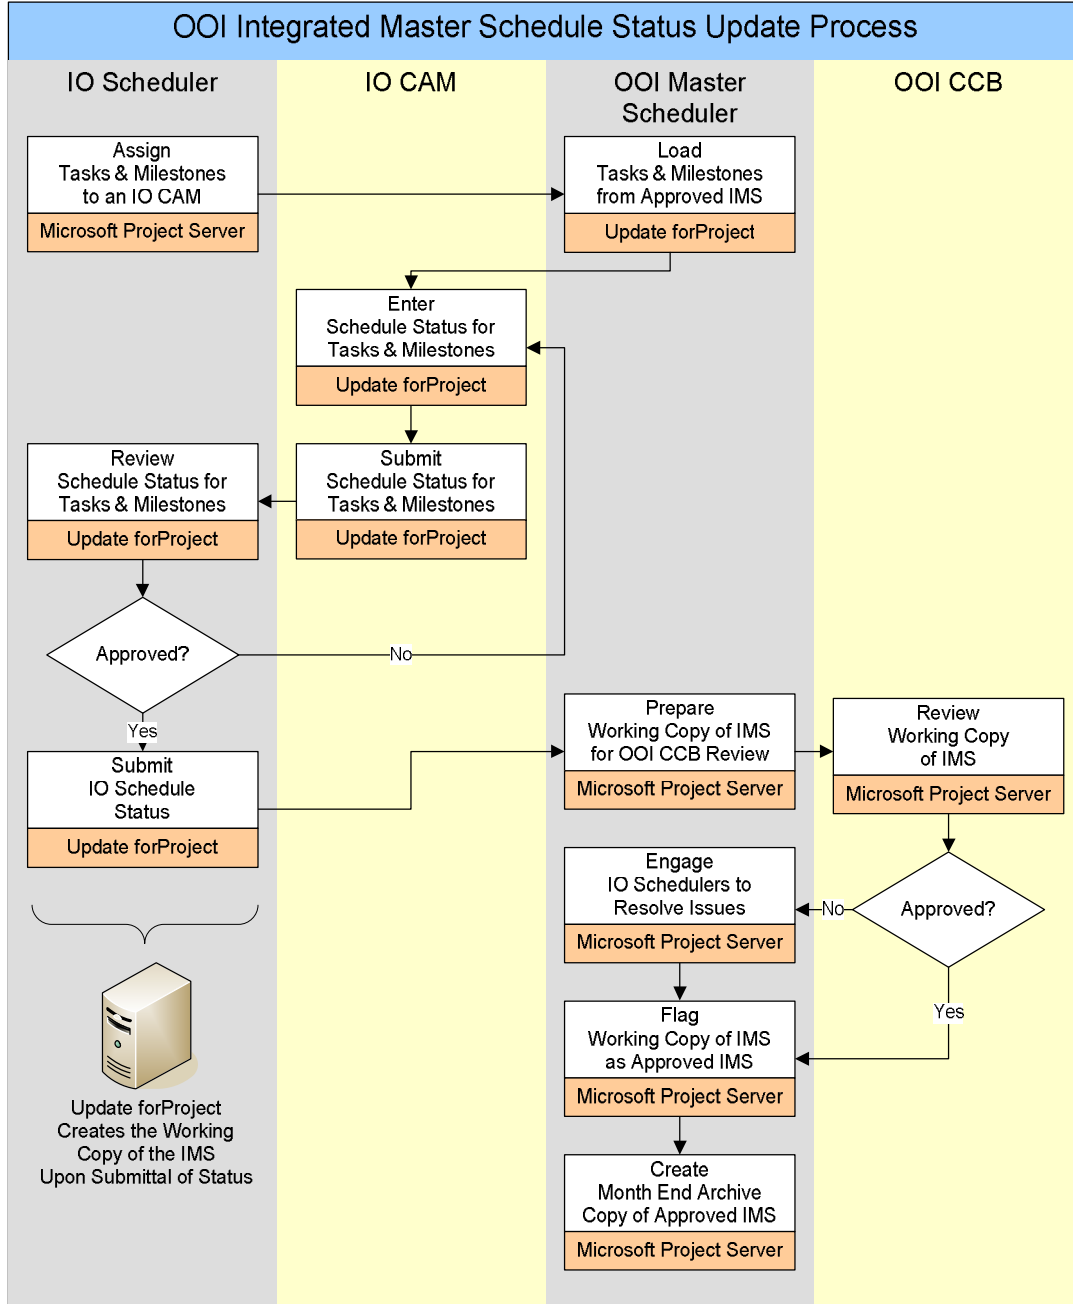 OOI Integrated Master Schedule Status Update Process
IO Scheduler
IO CAM
OOI Master
Scheduler
OOI CCB
Assign
Tasks & Milestones
to an IO CAM
Microsoft Project Server
Load
Tasks & Milestones
from Approved IMS
Update forProject
Enter
Schedule Status for
Tasks & Milestones
Update forProject
Review
Schedule Status for
Tasks & Milestones
Update forProject
Submit
Schedule Status for
Tasks & Milestones
Update forProject
Approved?
No
Yes
Submit
IO Schedule
Status
Update forProject
Prepare
Working Copy of IMS
for OOI CCB Review
Microsoft Project Server
Review
Working Copy
of IMS
Microsoft Project Server
Engage
IO Schedulers to
Resolve Issues
Microsoft Project Server
No
Approved?
Yes
Flag
Working Copy of IMS
as Approved IMS
Microsoft Project Server
Update forProject
Creates the Working
Copy of the IMS
Upon Submittal of Status
Create
Month End Archive
Copy of Approved IMS
Microsoft Project Server